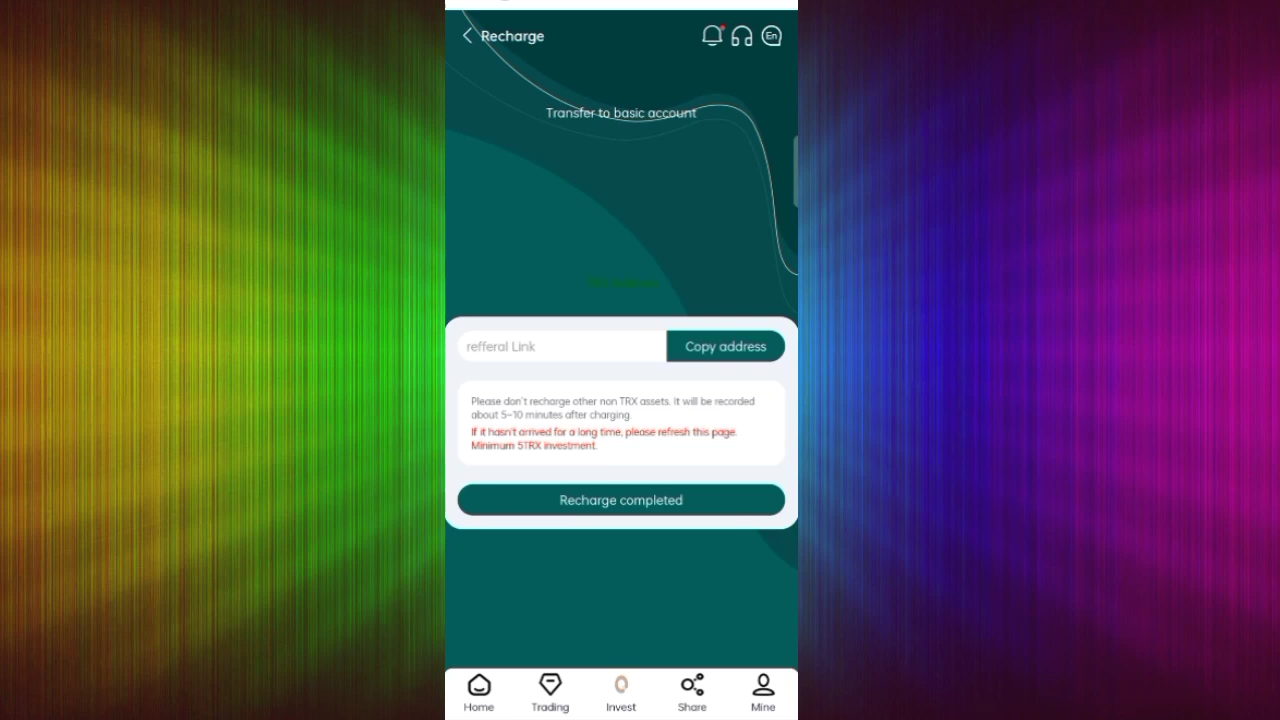 Recharge
En
Transfer to basic account
refferal Link
Copy address
Please don't recharge other non TRX assets. It will be recorded
about 5-10 minutes after charging.
If it hasn't arrived for a long time, please refresh this page.
Minimum 5TRX investment.
Recharge completed
Home
Trading
Invest
Share
Mine